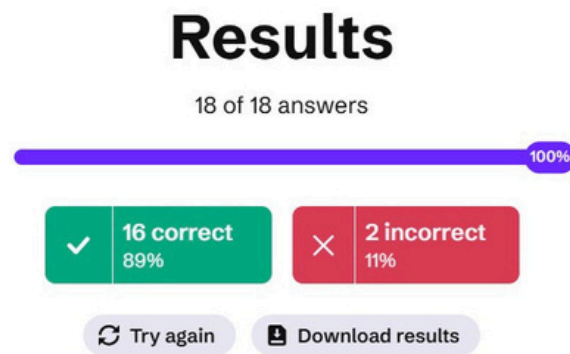 Results
18 of 18 answers
100%
16 correct
89%
2 incorrect
11%
Try again
Download results